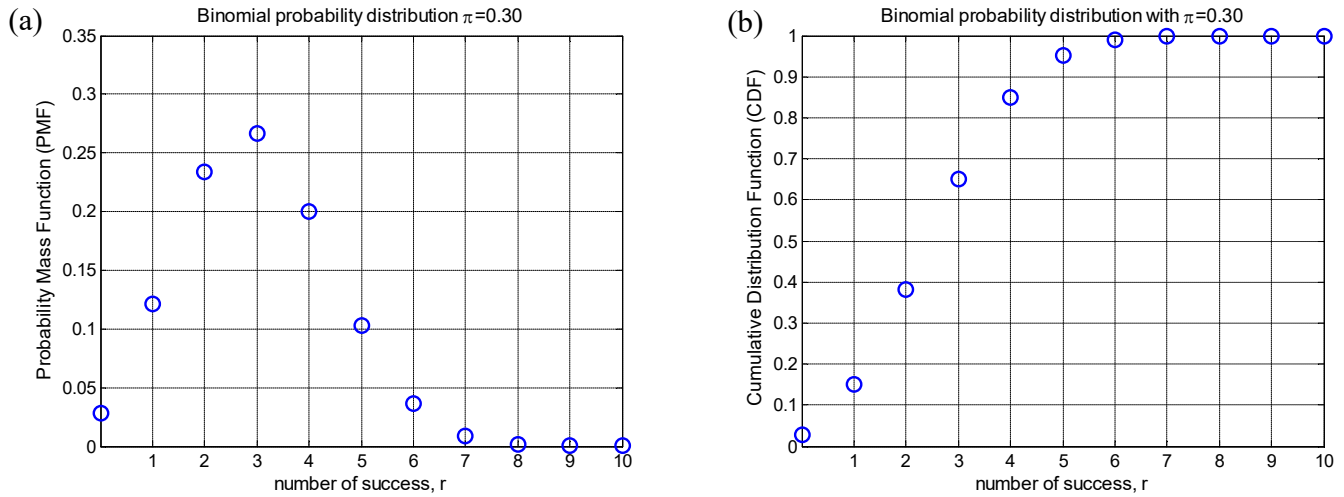 (a)
Binomial probability distribution π=0.30
Probability Mass Function (PMF)
0.35
0.3
0.25
0.2
0.15
0.1
0.05
0
1 2 3 4 5 6 7 8 9 10
number of success, r
(b)
Binomial probability distribution with π=0.30
Cumulative Distribution Function (CDF)
1
0.9
0.8
0.7
0.6
0.5
0.4
0.3
0.2
0.1
0
1 2 3 4 5 6 7 8 9 10
number of success, r